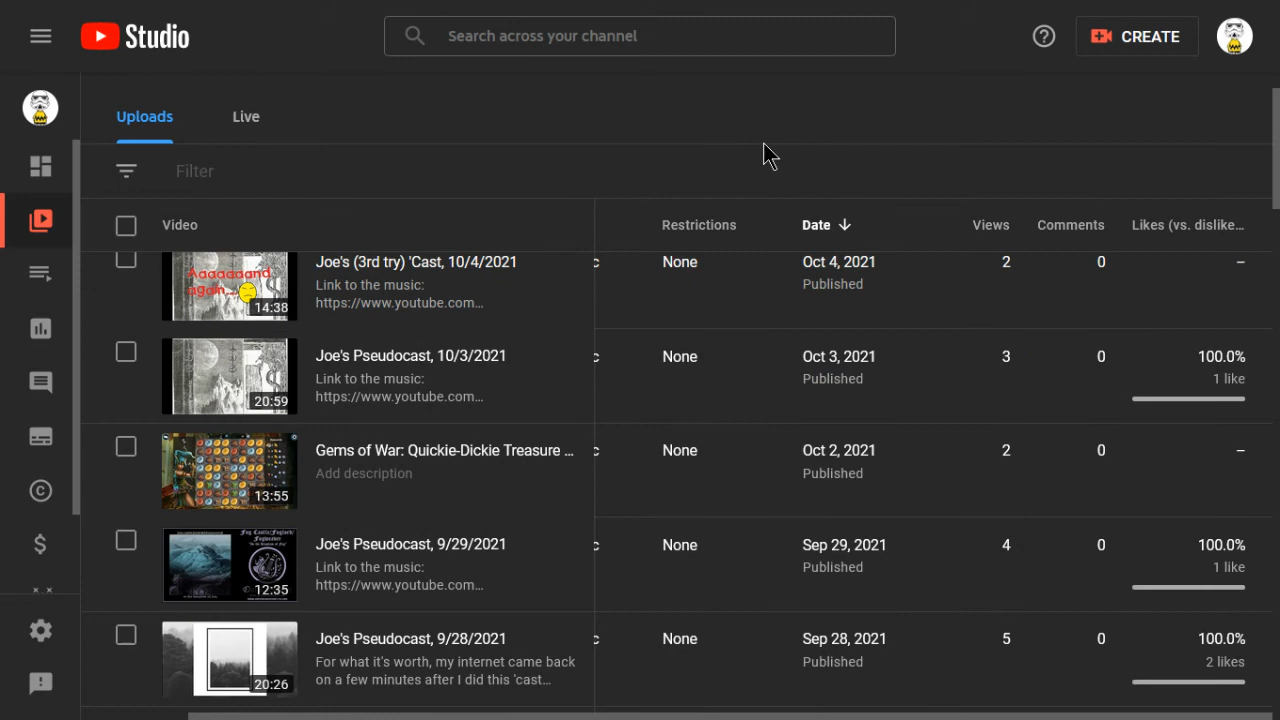 Studio
Search across your channel
CREATE
Uploads
Live
Filter
Video
Restrictions
Date
Views
Comments
Likes (vs. dislike...
Aaaaaaand
again...
14:38
Joe's (3rd try) 'Cast, 10/4/2021
Link to the music:
https://www.youtube.com...
c
None
Oct 4, 2021
Published
2
0
–
20:59
Joe's Pseudocast, 10/3/2021
Link to the music:
https://www.youtube.com...
c
None
Oct 3, 2021
Published
3
0
100.0%
1 like
13:55
Gems of War: Quickie-Dickie Treasure ...
Add description
c
None
Oct 2, 2021
Published
2
0
–
12:35
Joe's Pseudocast, 9/29/2021
Link to the music:
https://www.youtube.com...
c
None
Sep 29, 2021
Published
4
0
100.0%
1 like
20:26
Joe's Pseudocast, 9/28/2021
For what it's worth, my internet came back
on a few minutes after I did this 'cast...
c
None
Sep 28, 2021
Published
5
0
100.0%
2 likes